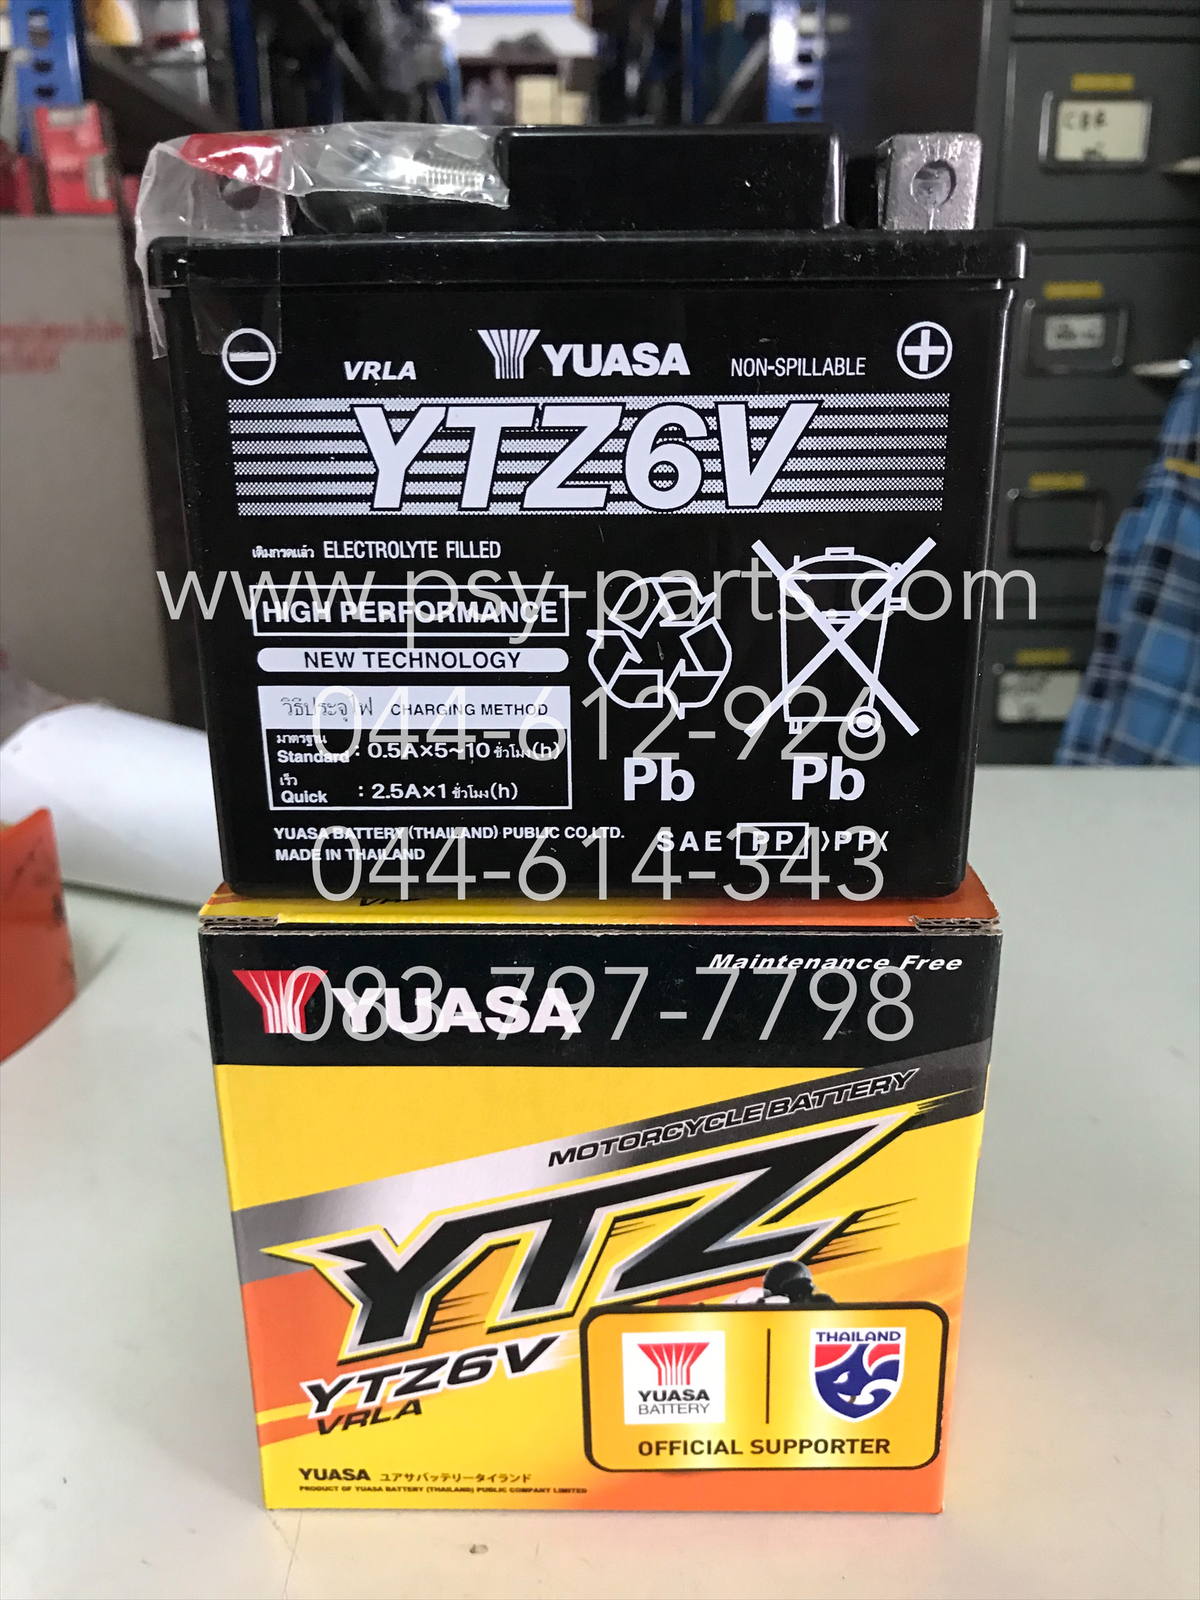 CBR
VRLA YUASA NON-SPILLABLE
YTZ6V
เติมกรดแล้ว ELECTROLYTE FILLED
www.psy-parts.com
HIGH PERFORMANCE
NEW TECHNOLOGY
วิธีประจุไฟ CHARGING METHOD
044-612-926
มาตรฐาน
Standard : 0.5A×5~10 ชั่วโมง(h)
เร็ว
Quick : 2.5A×1 ชั่วโมง(h)
Pb Pb
YUASA BATTERY (THAILAND) PUBLIC CO.,LTD.
MADE IN THAILAND
SAE PP >PP<
044-614-343
Maintenance Free
YUASA
083-797-7798
MOTORCYCLE BATTERY
YTZ
YTZ6V
VRLA
THAILAND
YUASA
BATTERY
OFFICIAL SUPPORTER
YUASA ユアサバッテリータイランド
PRODUCT OF YUASA BATTERY (THAILAND) PUBLIC COMPANY LIMITED